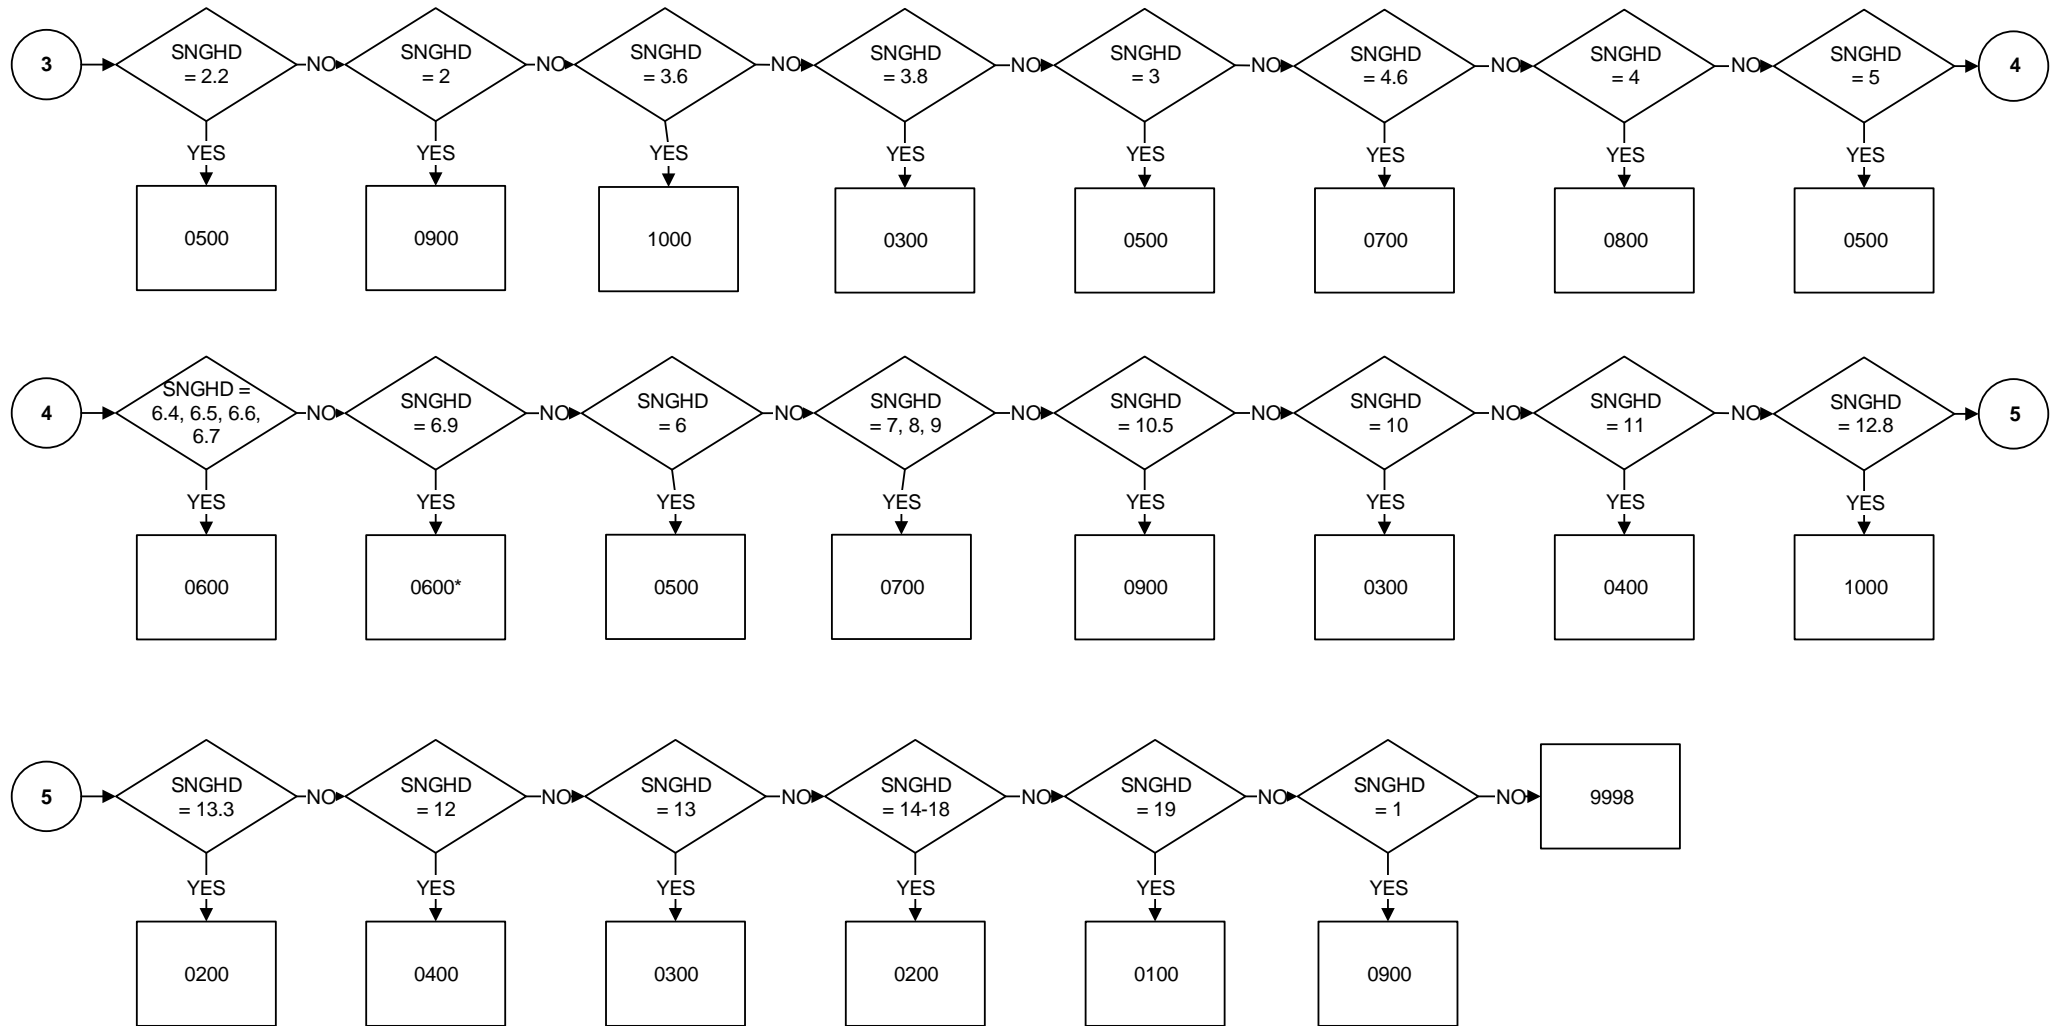 3
SNGHD
= 2.2
NO
SNGHD
= 2
NO
SNGHD
= 3.6
NO
SNGHD
= 3.8
NO
SNGHD
= 3
NO
SNGHD
= 4.6
NO
SNGHD
= 4
NO
SNGHD
= 5
4
YES
YES
YES
YES
YES
YES
YES
YES
0500
0900
1000
0300
0500
0700
0800
0500
4
SNGHD =
6.4, 6.5, 6.6,
6.7
NO
SNGHD
= 6.9
NO
SNGHD
= 6
NO
SNGHD
= 7, 8, 9
NO
SNGHD
= 10.5
NO
SNGHD
= 10
NO
SNGHD
= 11
NO
SNGHD
= 12.8
5
YES
YES
YES
YES
YES
YES
YES
YES
0600
0600*
0500
0700
0900
0300
0400
1000
5
SNGHD
= 13.3
NO
SNGHD
= 12
NO
SNGHD
= 13
NO
SNGHD
= 14-18
NO
SNGHD
= 19
NO
SNGHD
= 1
NO
9998
YES
YES
YES
YES
YES
YES
0200
0400
0300
0200
0100
0900